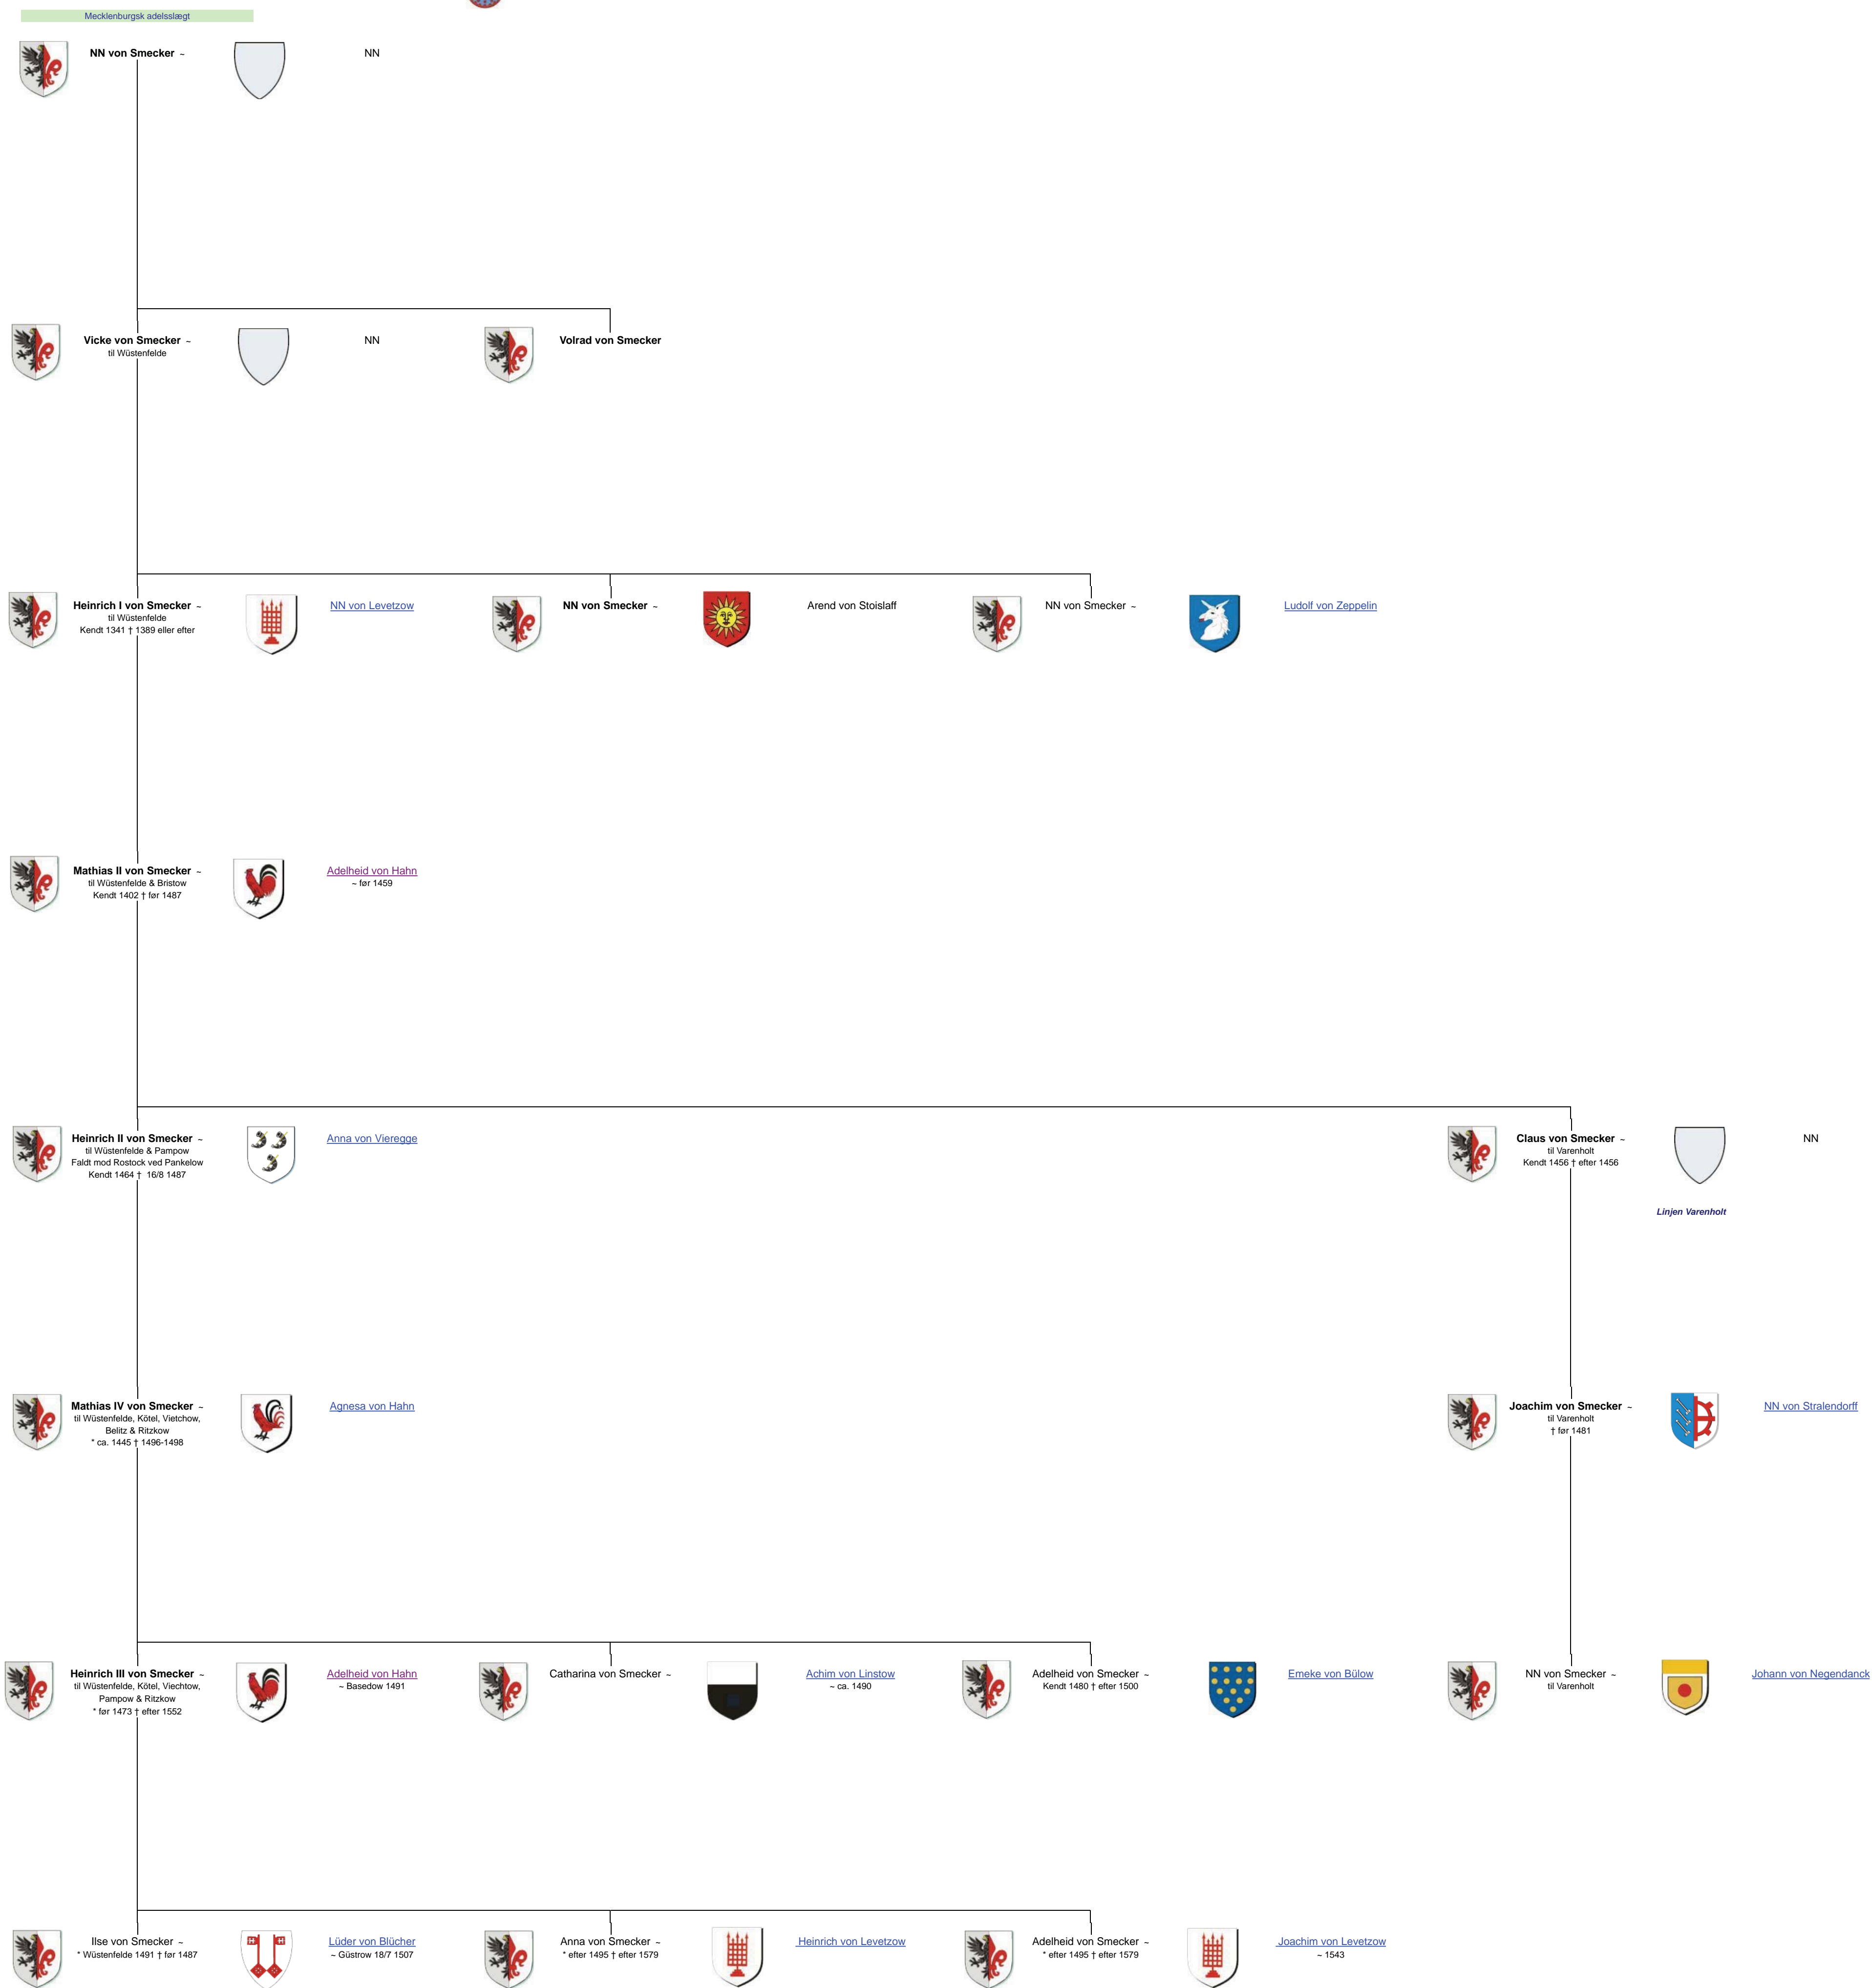 Mecklenburgsk adelsslægt
NN von Smecker ~
NN
Vicke von Smecker ~
til Wüstenfelde
NN
Volrad von Smecker
Heinrich I von Smecker ~
til Wüstenfelde
Kendt 1341 † 1389 eller efter
NN von Levetzow
NN von Smecker ~
Arend von Stoislaff
NN von Smecker ~
Ludolf von Zeppelin
Mathias II von Smecker ~
til Wüstenfelde & Bristow
Kendt 1402 † før 1487
Adelheid von Hahn
~ før 1459
Heinrich II von Smecker ~
til Wüstenfelde & Pampow
Faldt mod Rostock ved Pankelow
Kendt 1464 † 16/8 1487
Anna von Vieregge
Claus von Smecker ~
til Varenholt
Kendt 1456 † efter 1456
NN
Linjen Varenholt
Mathias IV von Smecker ~
til Wüstenfelde, Kötel, Vietchow,
Belitz & Ritzkow
* ca. 1445 † 1496-1498
Agnesa von Hahn
Joachim von Smecker ~
til Varenholt
† før 1481
NN von Stralendorff
Heinrich III von Smecker ~
til Wüstenfelde, Kötel, Viechtow,
Pampow & Ritzkow
* før 1473 † efter 1552
Adelheid von Hahn
~ Basedow 1491
Catharina von Smecker ~
Achim von Linstow
~ ca. 1490
Adelheid von Smecker ~
Kendt 1480 † efter 1500
Emeke von Bülow
NN von Smecker ~
til Varenholt
Johann von Negendanck
Ilse von Smecker ~
* Wüstenfelde 1491 † før 1487
Lüder von Blücher
~ Güstrow 18/7 1507
Anna von Smecker ~
* efter 1495 † efter 1579
Heinrich von Levetzow
Adelheid von Smecker ~
* efter 1495 † efter 1579
Joachim von Levetzow
~ 1543